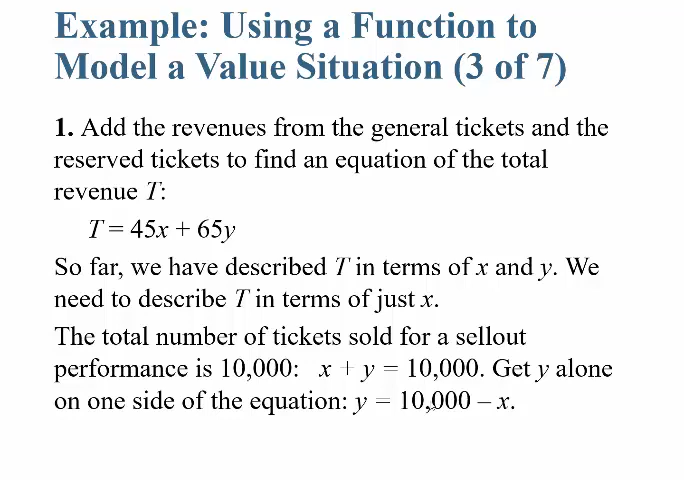 Example: Using a Function to
Model a Value Situation (3 of 7)
1. Add the revenues from the general tickets and the
reserved tickets to find an equation of the total
revenue T:
T = 45x + 65y
So far, we have described T in terms of x and y. We
need to describe T in terms of just x.
The total number of tickets sold for a sellout
performance is 10,000: x + y = 10,000. Get y alone
on one side of the equation: y = 10,000 – x.